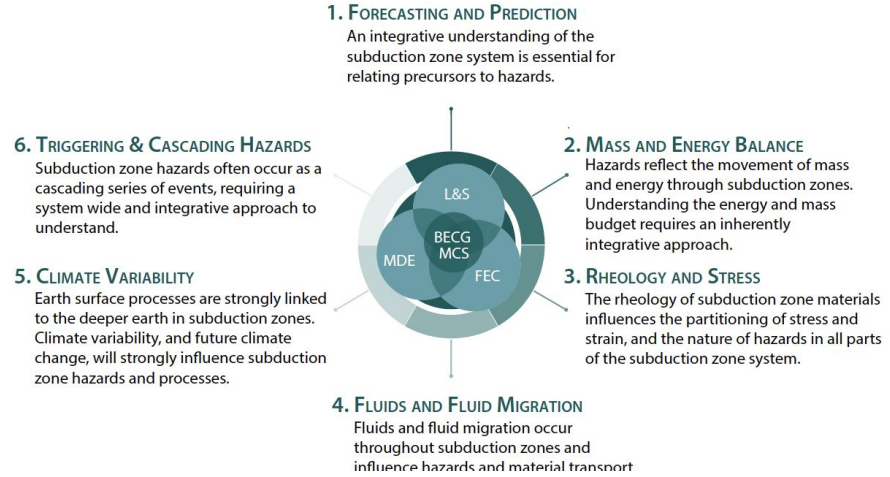 1. FORECASTING AND PREDICTION
An integrative understanding of the
subduction zone system is essential for
relating precursors to hazards.
6. TRIGGERING & CASCADING HAZARDS
Subduction zone hazards often occur as a
cascading series of events, requiring a
system wide and integrative approach to
understand.
2. MASS AND ENERGY BALANCE
Hazards reflect the movement of mass
and energy through subduction zones.
Understanding the energy and mass
budget requires an inherently
integrative approach.
L&S
BECG
MCS
MDE
FEC
5. CLIMATE VARIABILITY
Earth surface processes are strongly linked
to the deeper earth in subduction zones.
Climate variability, and future climate
change, will strongly influence subduction
zone hazards and processes.
3. RHEOLOGY AND STRESS
The rheology of subduction zone materials
influences the partitioning of stress and
strain, and the nature of hazards in all parts
of the subduction zone system.
4. FLUIDS AND FLUID MIGRATION
Fluids and fluid migration occur
throughout subduction zones and
influence hazards and material transport